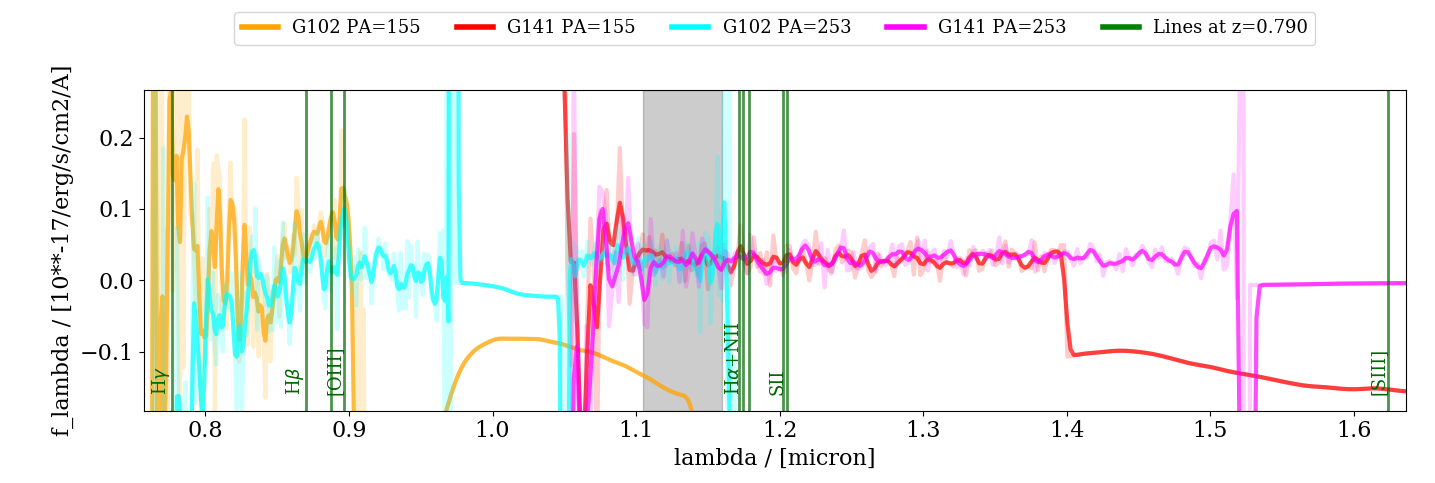 G102 PA=155 G141 PA=155 G102 PA=253 G141 PA=253 Lines at z=0.790
f_lambda / [10**-17/erg/s/cm2/A]
0.2
0.1
0.0
−0.1
Hγ Hβ [OIII] Hα+NII SII [SIII]
0.8 0.9 1.0 1.1 1.2 1.3 1.4 1.5 1.6
lambda / [micron]